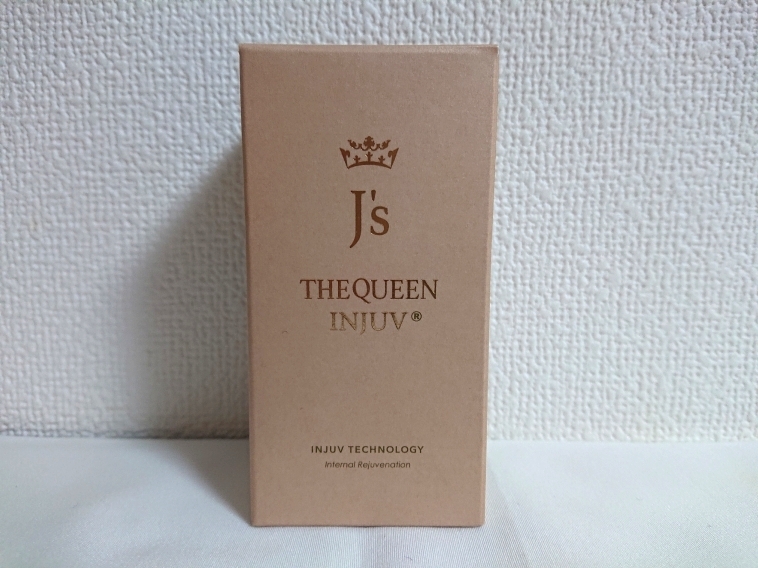 J's
THE QUEEN
INJUV®
INJUV TECHNOLOGY
Internal Rejuvenation